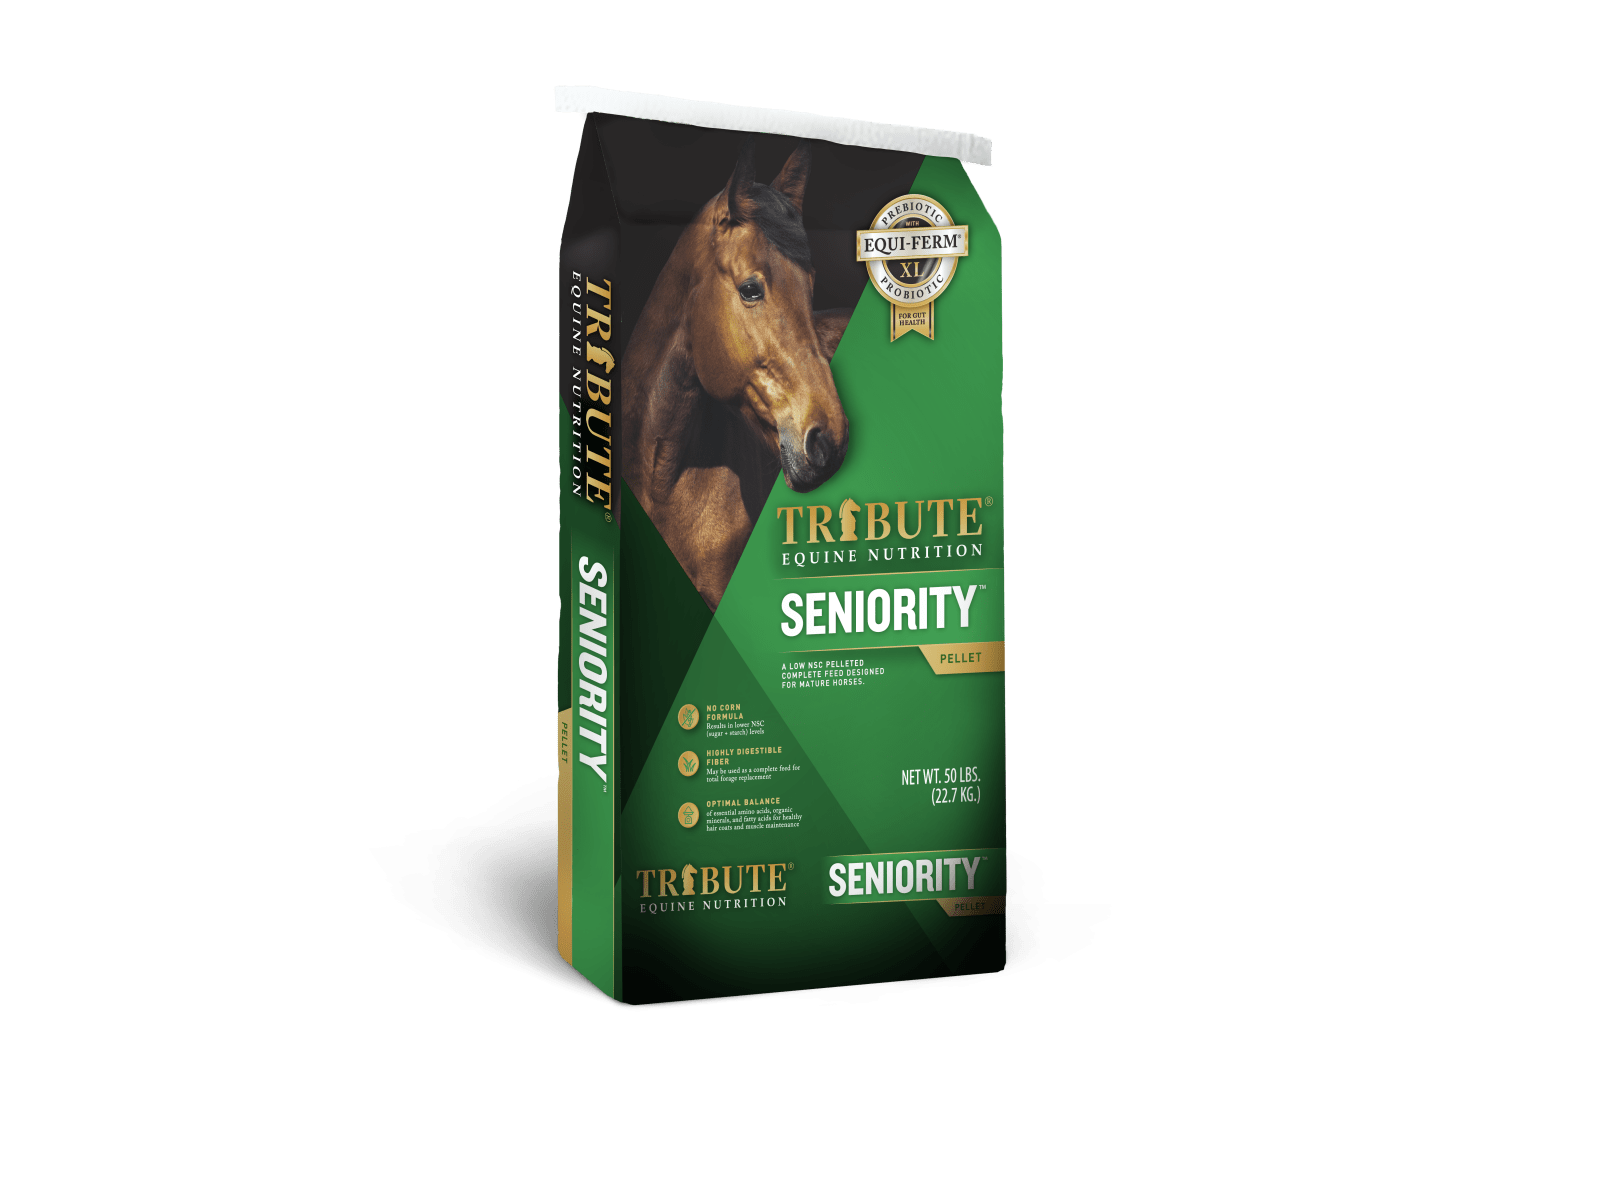 PREBIOTIC
WITH
EQUI-FERM®
XL
PROBIOTIC
FOR GUT
HEALTH
TRIBUTE®
EQUINE NUTRITION
SENIORITY™
PELLET
A LOW NSC PELLETED
COMPLETE FEED DESIGNED
FOR MATURE HORSES.
NO CORN
FORMULA
Results in lower NSC
(sugar + starch) levels
HIGHLY DIGESTIBLE
FIBER
May be used as a complete feed for
total forage replacement
OPTIMAL BALANCE
of essential amino acids, organic
minerals, and fatty acids for healthy
hair coats and muscle maintenance
NET WT. 50 LBS.
(22.7 KG.)
TRIBUTE®
EQUINE NUTRITION
SENIORITY™
PELLET
TRIBUTE®
EQUINE NUTRITION
SENIORITY™
PELLET